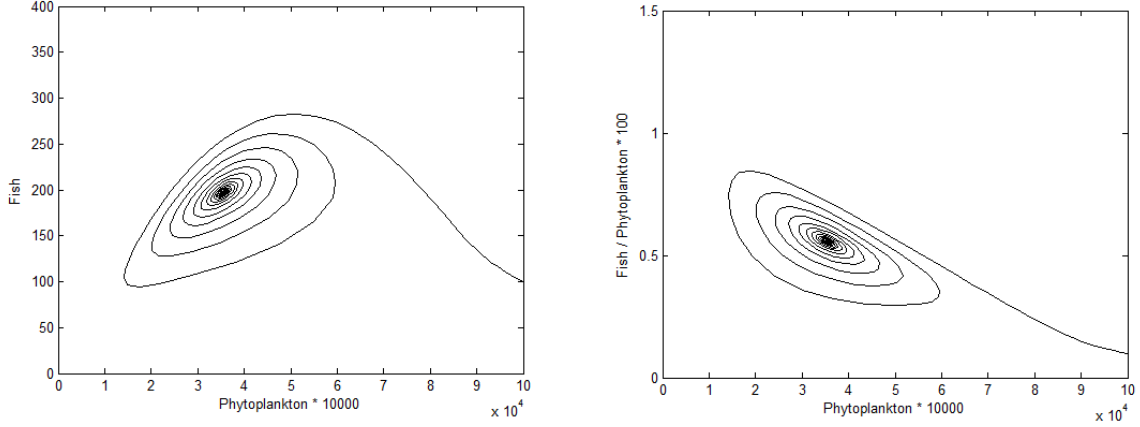 400
350
300
250
200
150
100
50
0
Fish
0 1 2 3 4 5 6 7 8 9 10
Phytoplankton * 10000
x 10^4
1.5
1
0.5
0
Fish / Phytoplankton * 100
0 1 2 3 4 5 6 7 8 9 10
Phytoplankton * 10000
x 10^4